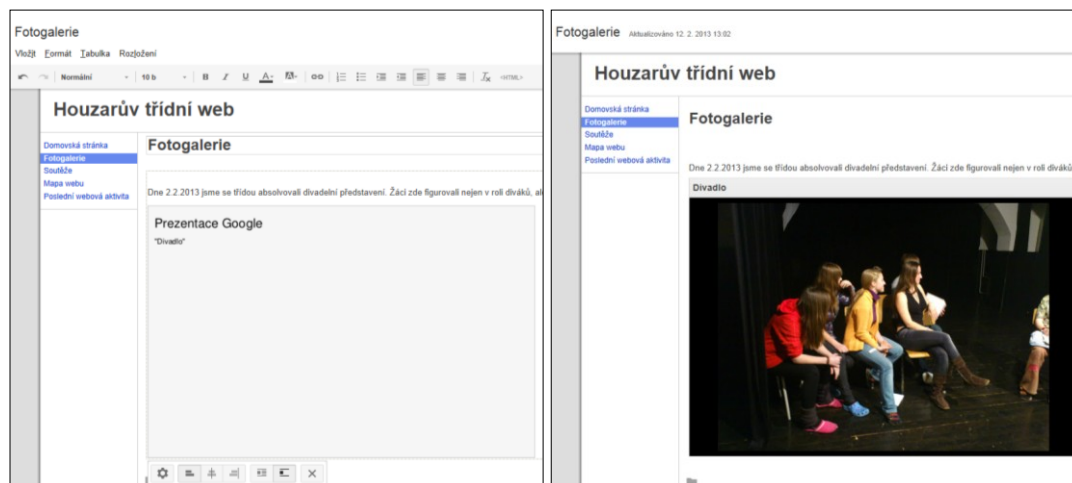 Fotogalerie
Vložit Formát Tabulka Rozložení
Normální 10 b B I U A <HTML>
Houzarův třídní web
Domovská stránka
Fotogalerie
Soutěže
Mapa webu
Poslední webová aktivita
Fotogalerie
Dne 2.2.2013 jsme se třídou absolvovali divadelní představení. Žáci zde figurovali nejen v roli diváků, al
Prezentace Google
"Divadlo"
Fotogalerie Aktualizováno 12. 2. 2013 13:02
Houzarův třídní web
Domovská stránka
Fotogalerie
Soutěže
Mapa webu
Poslední webová aktivita
Fotogalerie
Dne 2.2.2013 jsme se třídou absolvovali divadelní představení. Žáci zde figurovali nejen v roli diváků
Divadlo